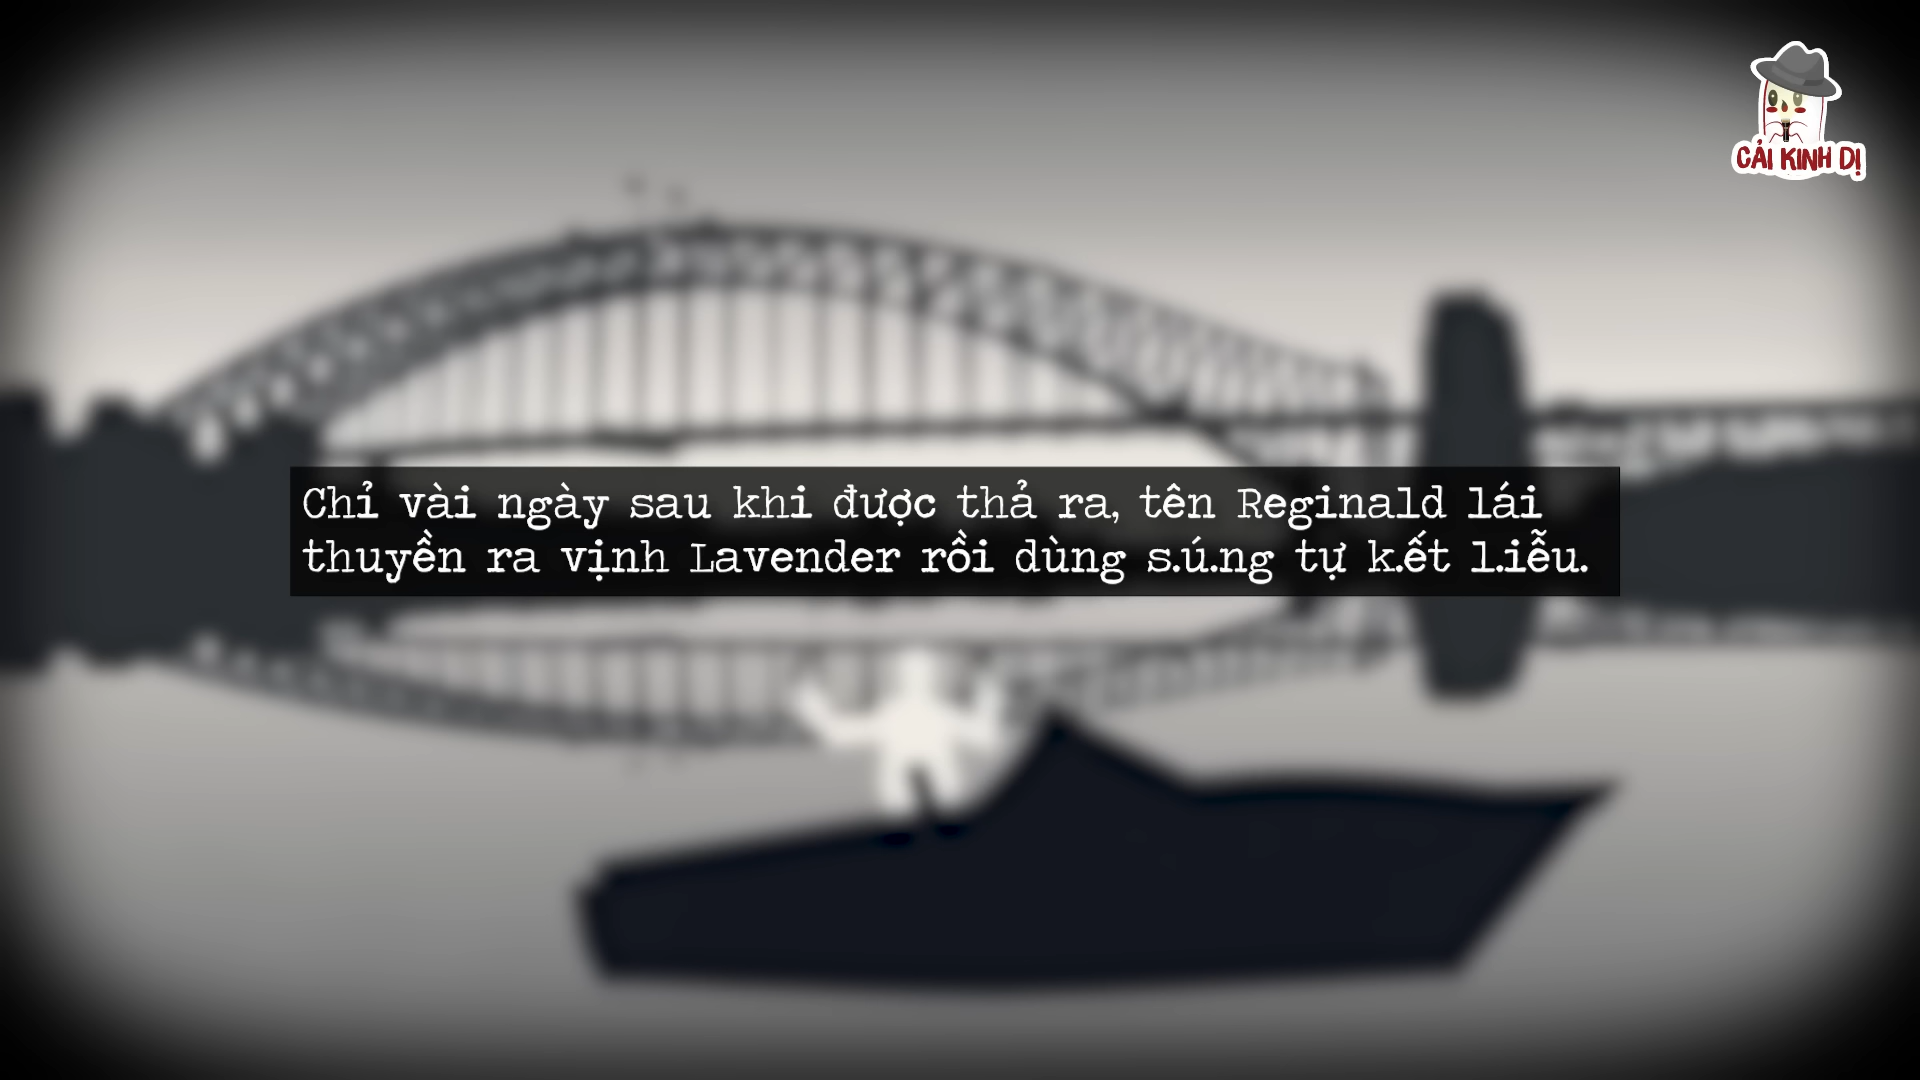 CẢI KINH DỊ
Chỉ vài ngày sau khi được thả ra, tên Reginald lái
thuyền ra vịnh Lavender rồi dùng s.ú.ng tự k.ết l.iễu.